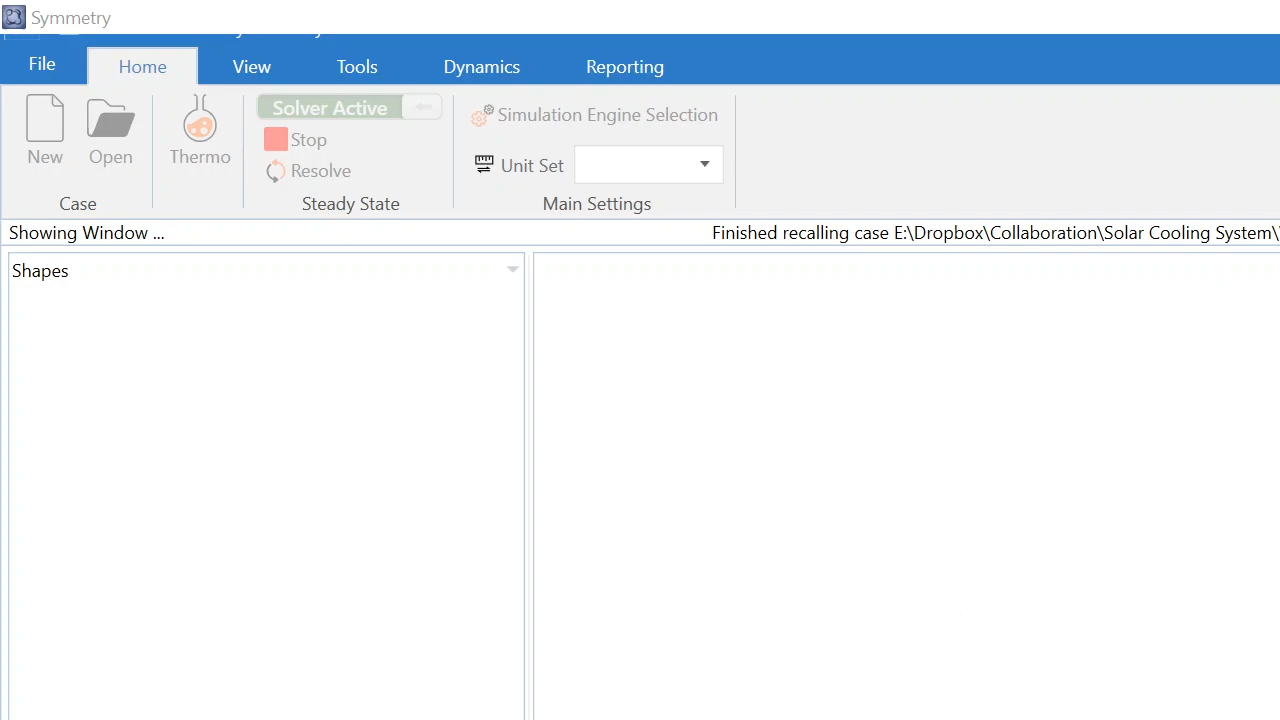 Symmetry
File Home View Tools Dynamics Reporting
Solver Active
Simulation Engine Selection
Stop
New Open Thermo
Unit Set
Resolve
Case Steady State Main Settings
Showing Window ... Finished recalling case E:\Dropbox\Collaboration\Solar Cooling System\
Shapes